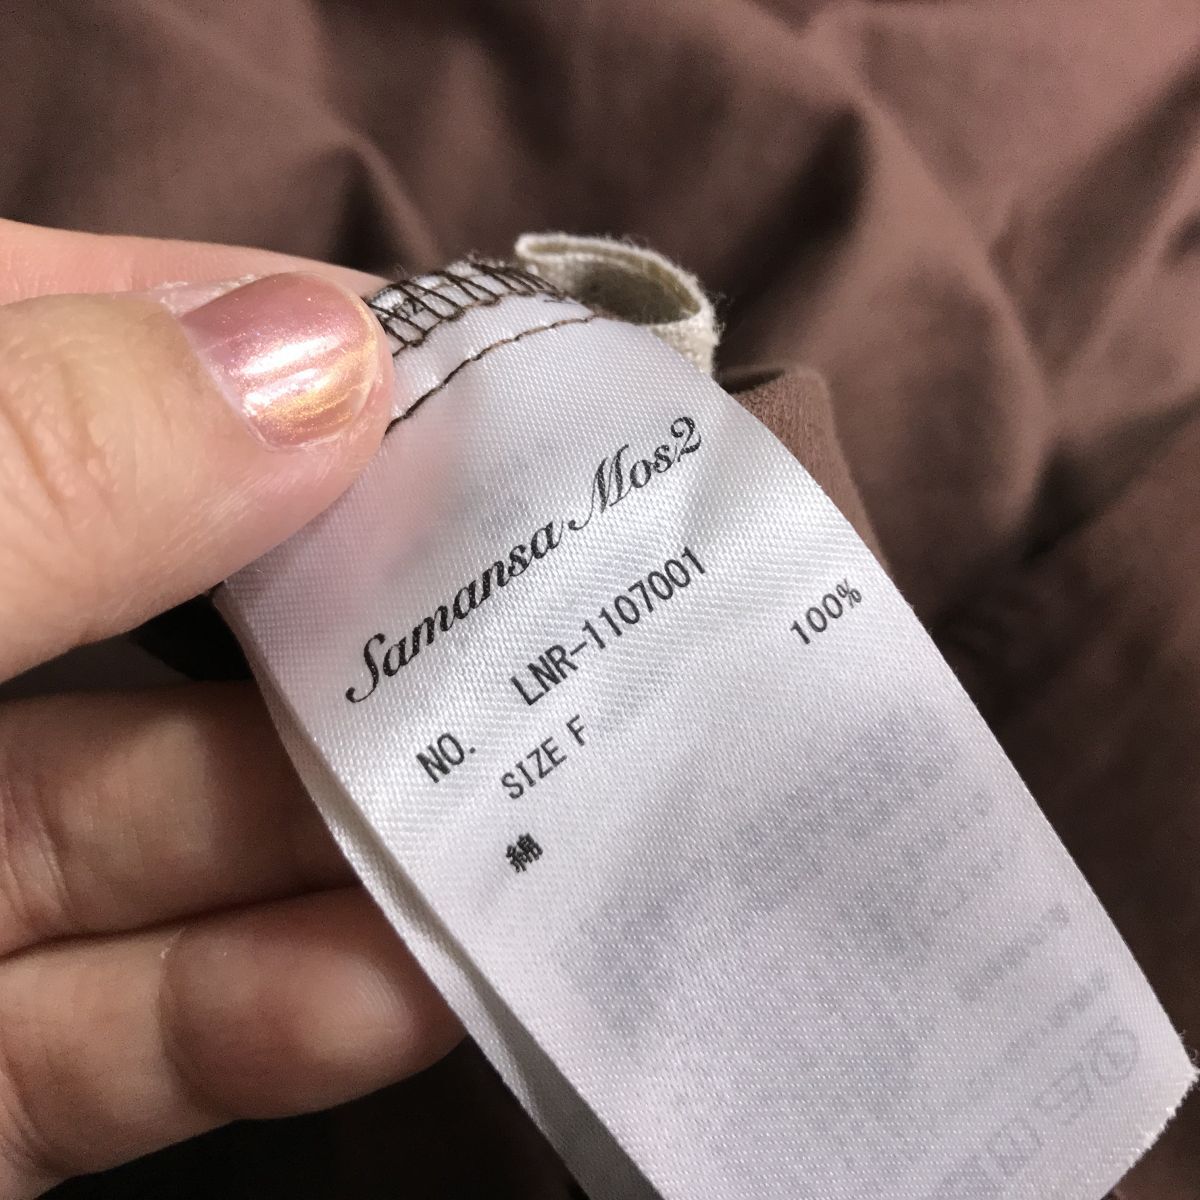 Samansa Mos2
NO. LNR-1107001
SIZE F
綿 100%